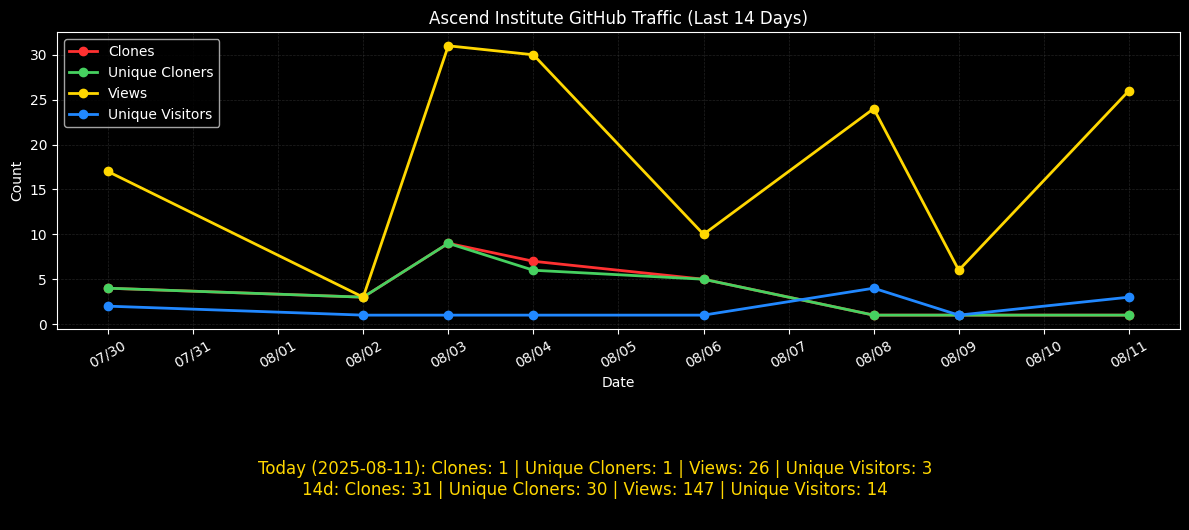 Ascend Institute GitHub Traffic (Last 14 Days)
Clones
Unique Cloners
Views
Unique Visitors
Count
30
25
20
15
10
5
0
07/30
07/31
08/01
08/02
08/03
08/04
08/05
08/06
08/07
08/08
08/09
08/10
08/11
Date
Today (2025-08-11): Clones: 1 | Unique Cloners: 1 | Views: 26 | Unique Visitors: 3
14d: Clones: 31 | Unique Cloners: 30 | Views: 147 | Unique Visitors: 14